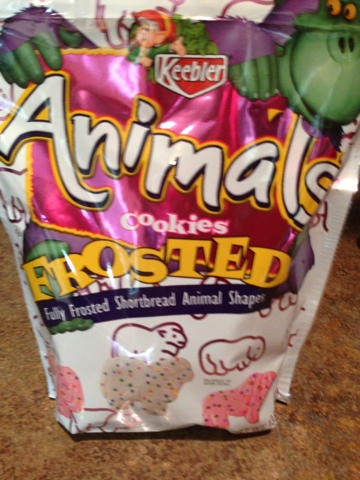 Keebler
Animals
Cookies
FROSTED
Fully Frosted Shortbread Animal Shapes